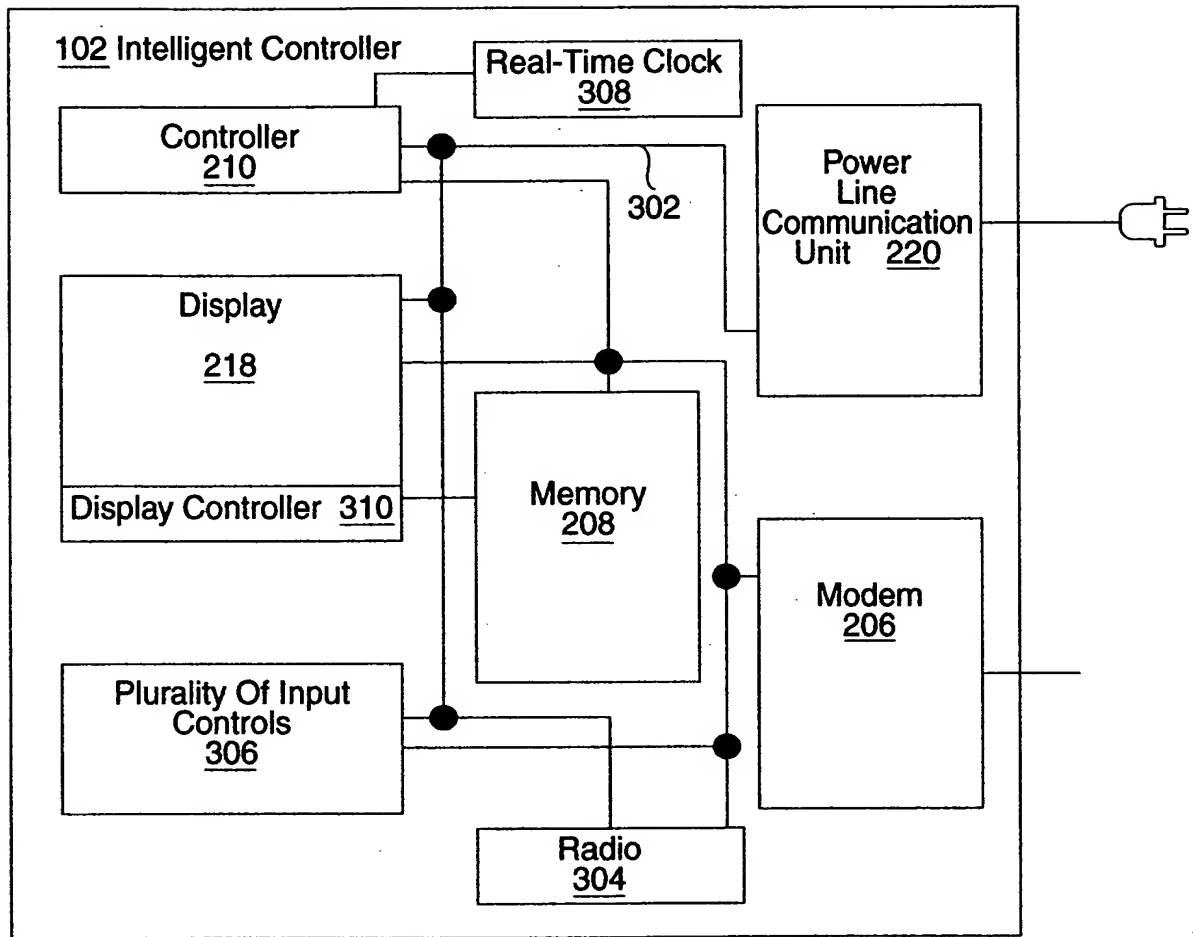 102 Intelligent Controller
Real-Time Clock
308
Controller
210
302
Power
Line
Communication
Unit 220
Display
218
Display Controller 310
Memory
208
Modem
206
Plurality Of Input
Controls
306
Radio
304